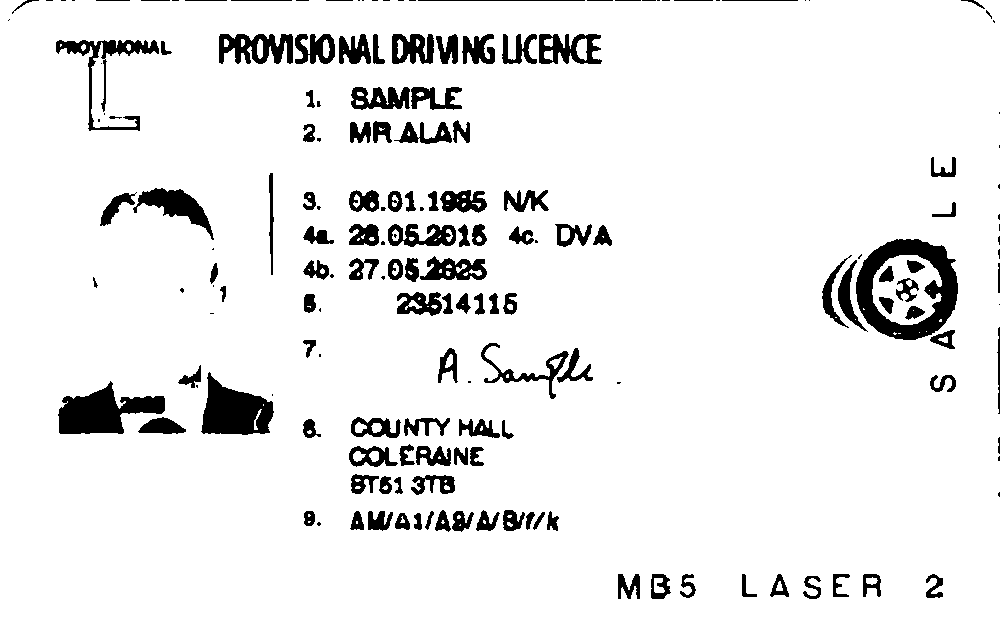 PROVISIONAL
PROVISIONAL DRIVING LICENCE
1. SAMPLE
2. MR ALAN
3. 06.01.1985 N/K
4a. 28.05.2015 4c. DVA
4b. 27.05.2025
5. 23514115
7. A. Sample
8. COUNTY HALL
COLERAINE
BT51 3TB
9. AM/A1/A2/A/B/f/k
SAMPLE
MB5 LASER 2
L